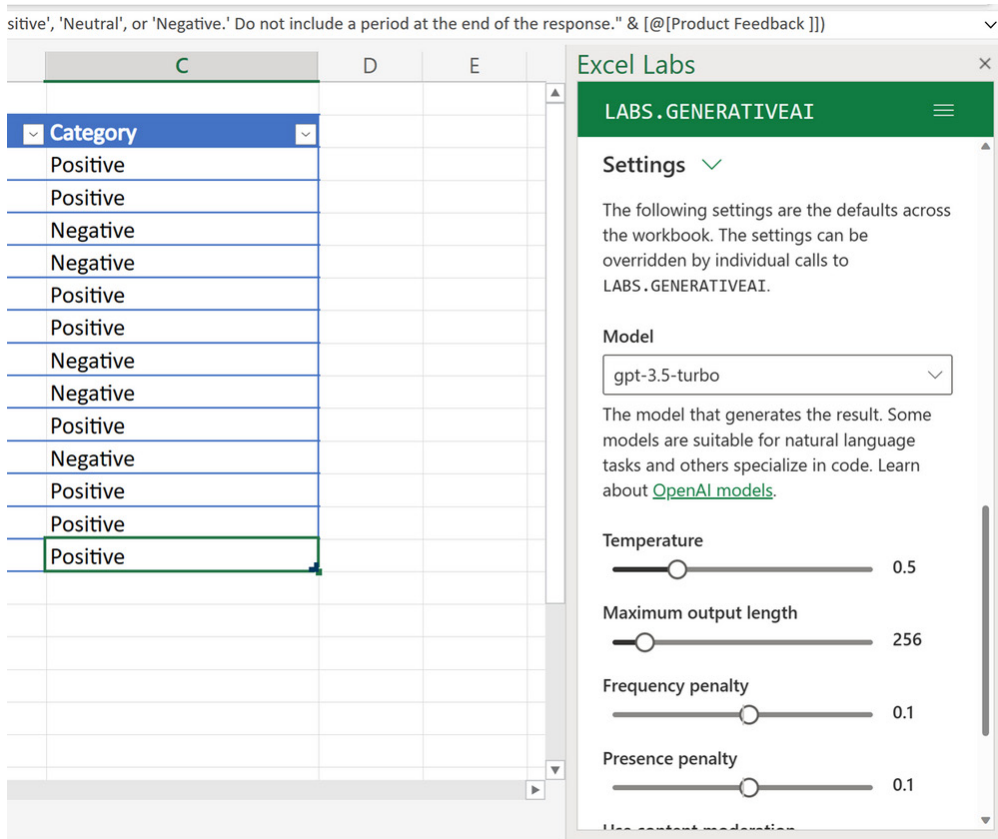 sitive', 'Neutral', or 'Negative.' Do not include a period at the end of the response." & [@[Product Feedback ]])
C D E
Category
Positive
Positive
Negative
Negative
Positive
Positive
Negative
Negative
Positive
Negative
Positive
Positive
Positive
Excel Labs
LABS.GENERATIVEAI
Settings
The following settings are the defaults across
the workbook. The settings can be
overridden by individual calls to
LABS.GENERATIVEAI.
Model
gpt-3.5-turbo
The model that generates the result. Some
models are suitable for natural language
tasks and others specialize in code. Learn
about OpenAI models.
Temperature
0.5
Maximum output length
256
Frequency penalty
0.1
Presence penalty
0.1
Use content moderation